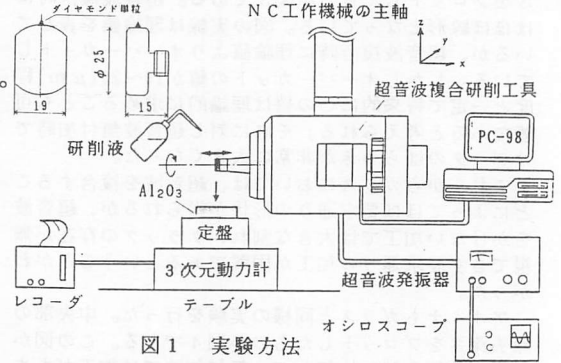 ダイヤモンド単粒
NC工作機械の主軸
φ25
y
x
19
15
超音波複合研削工具
研削液
PC-98
Al₂O₃
定盤
3次元動力計
レコーダ
テーブル
超音波発振器
オシロスコープ
図1 実験方法